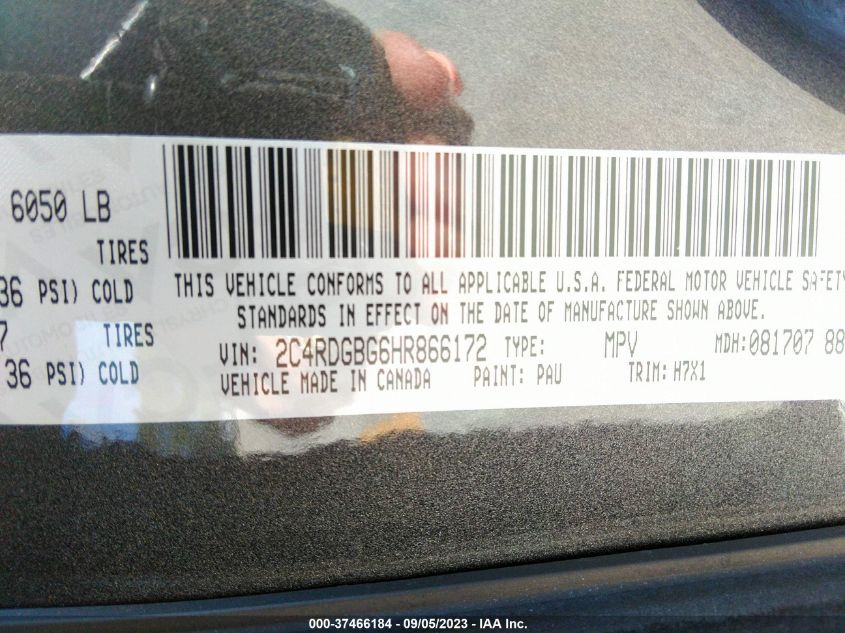 6050 LB
TIRES
36 PSI) COLD
7 TIRES
36 PSI) COLD
THIS VEHICLE CONFORMS TO ALL APPLICABLE U.S.A. FEDERAL MOTOR VEHICLE SAFETY
STANDARDS IN EFFECT ON THE DATE OF MANUFACTURE SHOWN ABOVE.
VIN: 2C4RDGBG6HR866172 TYPE: MPV MDH: 081707 88
VEHICLE MADE IN CANADA PAINT: PAU TRIM: H7X1
000-37466184 - 09/05/2023 - IAA Inc.